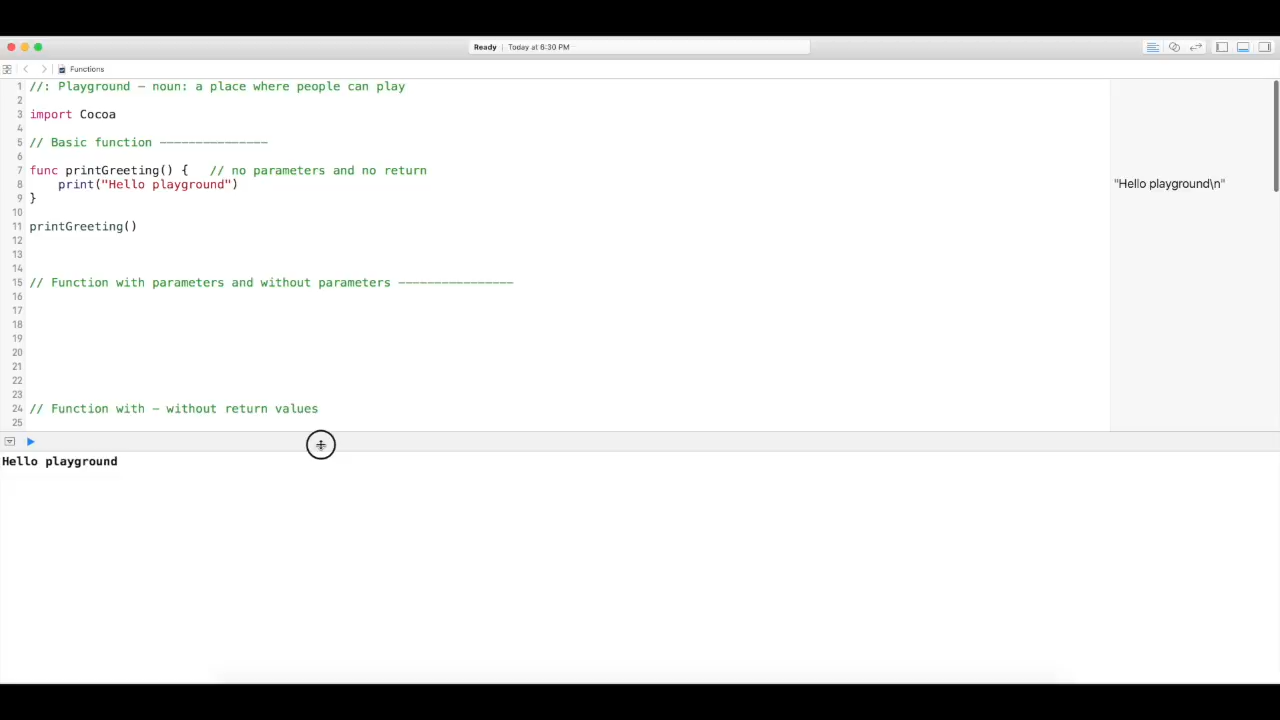 Ready | Today at 6:30 PM
Functions
1 //: Playground - noun: a place where people can play
2
3 import Cocoa
4
5 // Basic function ---------------
6
7 func printGreeting() {   // no parameters and no return
8     print("Hello playground")
"Hello playground\n"
9 }
10
11 printGreeting()
12
13
14
15 // Function with parameters and without parameters ----------------
16
17
18
19
20
21
22
23
24 // Function with - without return values
25
Hello playground